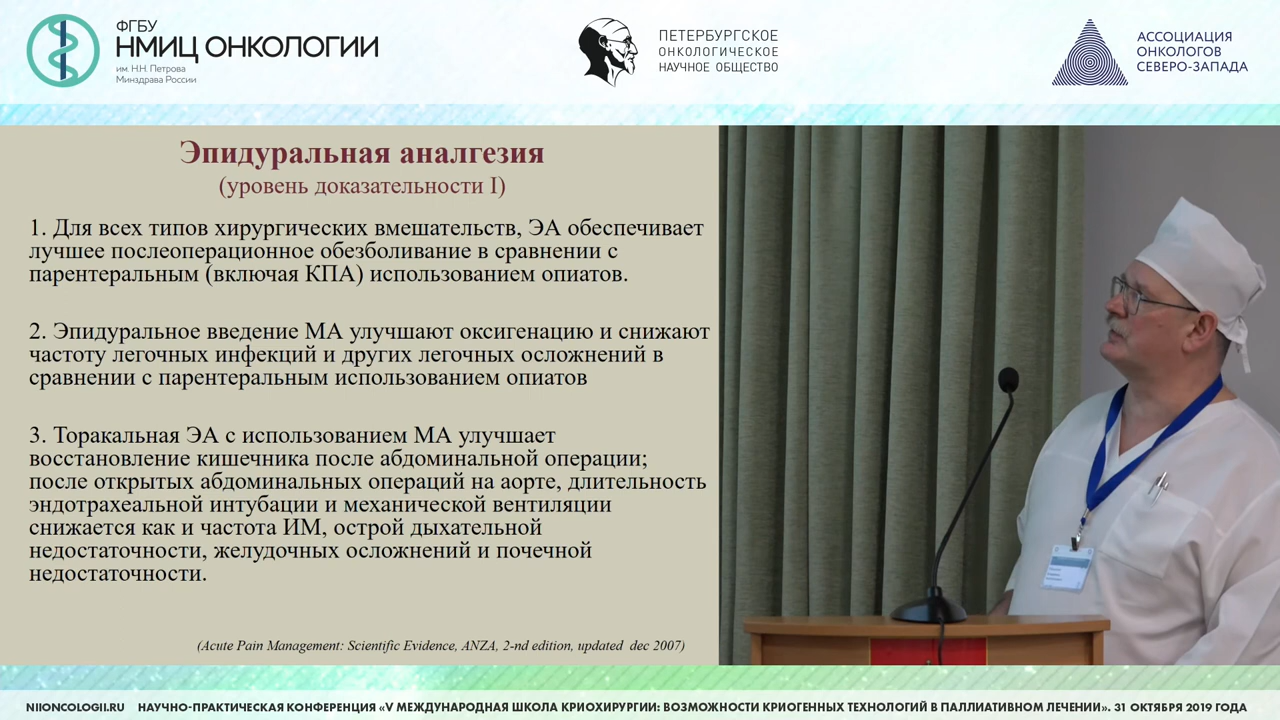 ФГБУ
НМИЦ ОНКОЛОГИИ
им. Н.Н. Петрова
Минздрава России
ПЕТЕРБУРГСКОЕ
ОНКОЛОГИЧЕСКОЕ
НАУЧНОЕ ОБЩЕСТВО
АССОЦИАЦИЯ
ОНКОЛОГОВ
СЕВЕРО-ЗАПАДА
Эпидуральная аналгезия
(уровень доказательности I)
1. Для всех типов хирургических вмешательств, ЭА обеспечивает
лучшее послеоперационное обезболивание в сравнении с
парентеральным (включая КПА) использованием опиатов.
2. Эпидуральное введение МА улучшают оксигенацию и снижают
частоту легочных инфекций и других легочных осложнений в
сравнении с парентеральным использованием опиатов
3. Торакальная ЭА с использованием МА улучшает
восстановление кишечника после абдоминальной операции;
после открытых абдоминальных операций на аорте, длительность
эндотрахеальной интубации и механической вентиляции
снижается как и частота ИМ, острой дыхательной
недостаточности, желудочных осложнений и почечной
недостаточности.
(Acute Pain Management: Scientific Evidence, ANZA, 2-nd edition, updated dec 2007)
NIIONCOLOGII.RU НАУЧНО-ПРАКТИЧЕСКАЯ КОНФЕРЕНЦИЯ «V МЕЖДУНАРОДНАЯ ШКОЛА КРИОХИРУРГИИ: ВОЗМОЖНОСТИ КРИОГЕННЫХ ТЕХНОЛОГИЙ В ПАЛЛИАТИВНОМ ЛЕЧЕНИИ». 31 ОКТЯБРЯ 2019 ГОДА